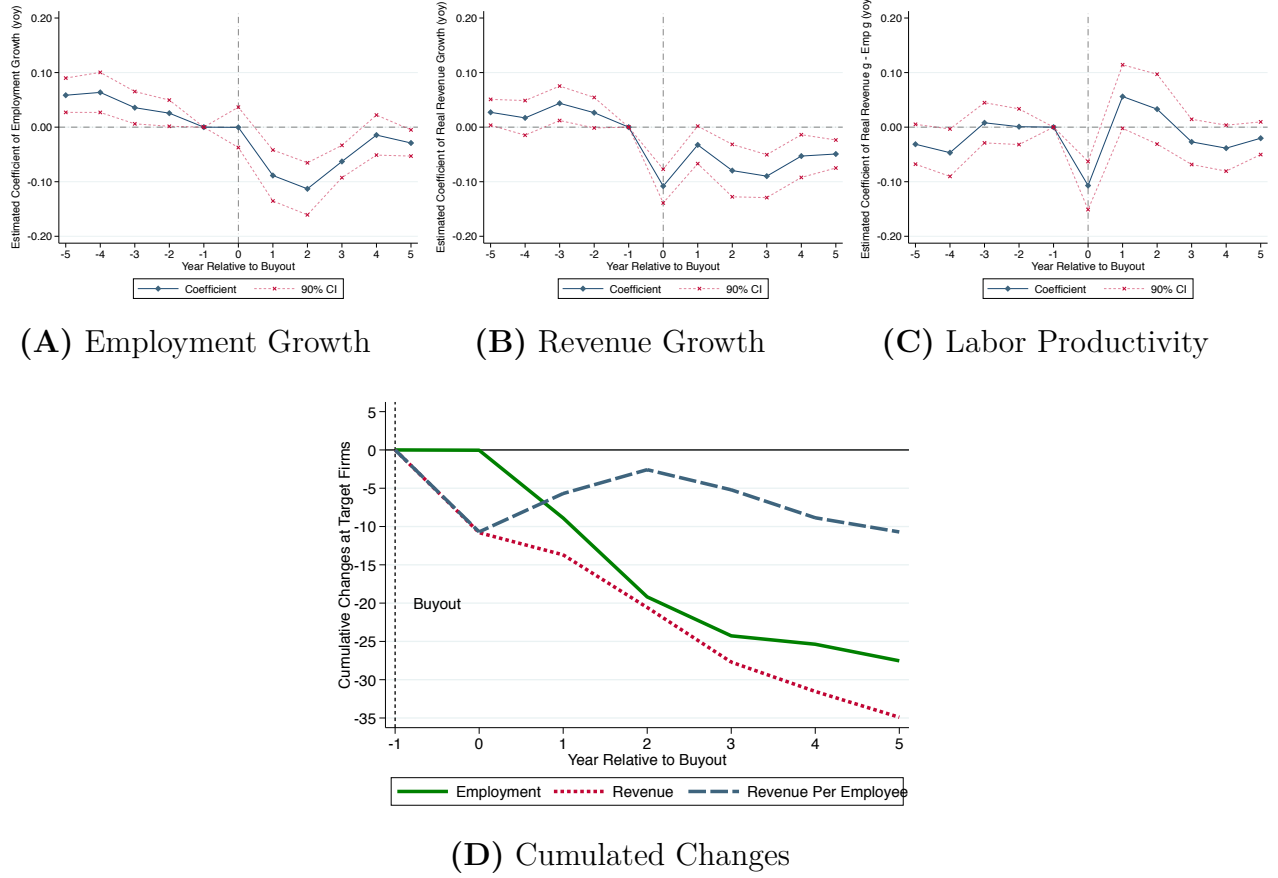 Estimated Coefficient of Employment Growth (yoy)
0.20
0.10
0.00
-0.10
-0.20
-5 -4 -3 -2 -1 0 1 2 3 4 5
Year Relative to Buyout
Coefficient 90% CI
(A) Employment Growth
Estimated Coefficient of Real Revenue Growth (yoy)
0.20
0.10
0.00
-0.10
-0.20
-5 -4 -3 -2 -1 0 1 2 3 4 5
Year Relative to Buyout
Coefficient 90% CI
(B) Revenue Growth
Estimated Coefficient of Real Revenue g - Emp g (yoy
0.20
0.10
0.00
-0.10
-0.20
-5 -4 -3 -2 -1 0 1 2 3 4 5
Year Relative to Buyout
Coefficient 90% CI
(C) Labor Productivity
Cumulative Changes at Target Firms
5
0
-5
-10
-15
-20
-25
-30
-35
Buyout
-1 0 1 2 3 4 5
Year Relative to Buyout
Employment Revenue Revenue Per Employee
(D) Cumulated Changes